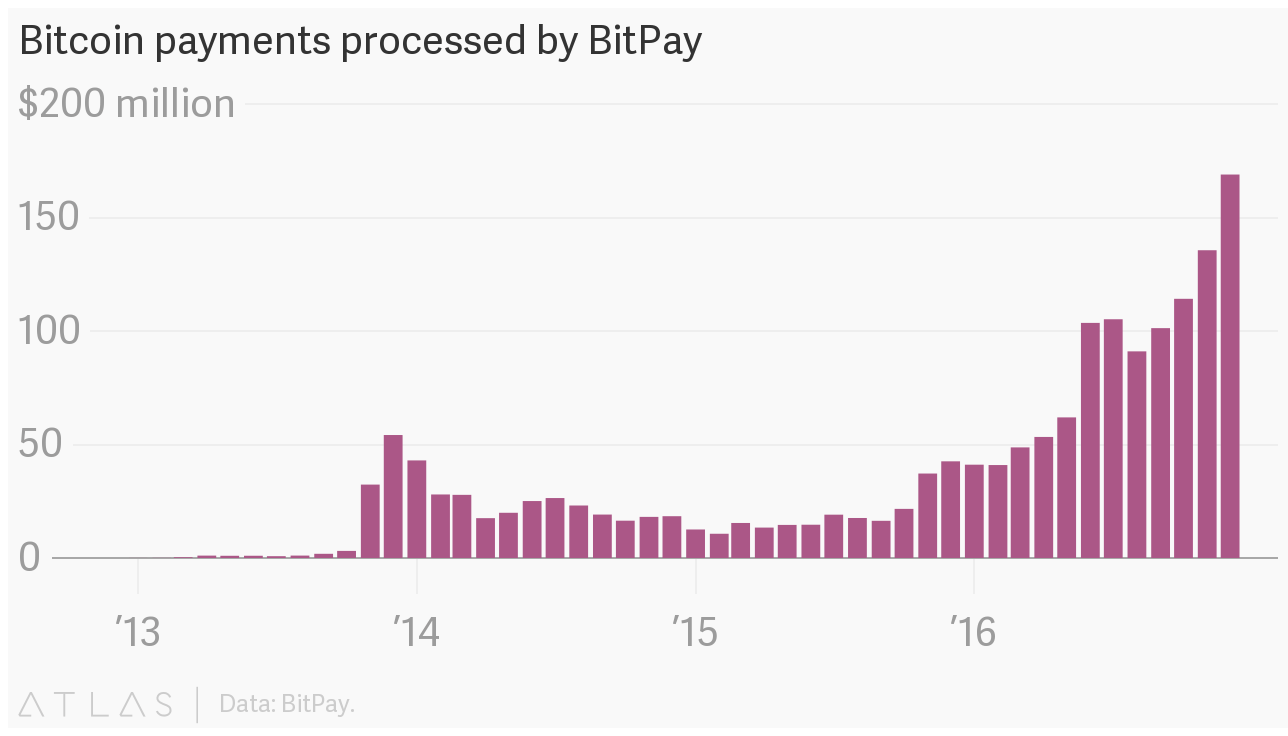 Bitcoin payments processed by BitPay
$200 million
150
100
50
0
’13 ’14 ’15 ’16
ATLAS | Data: BitPay.